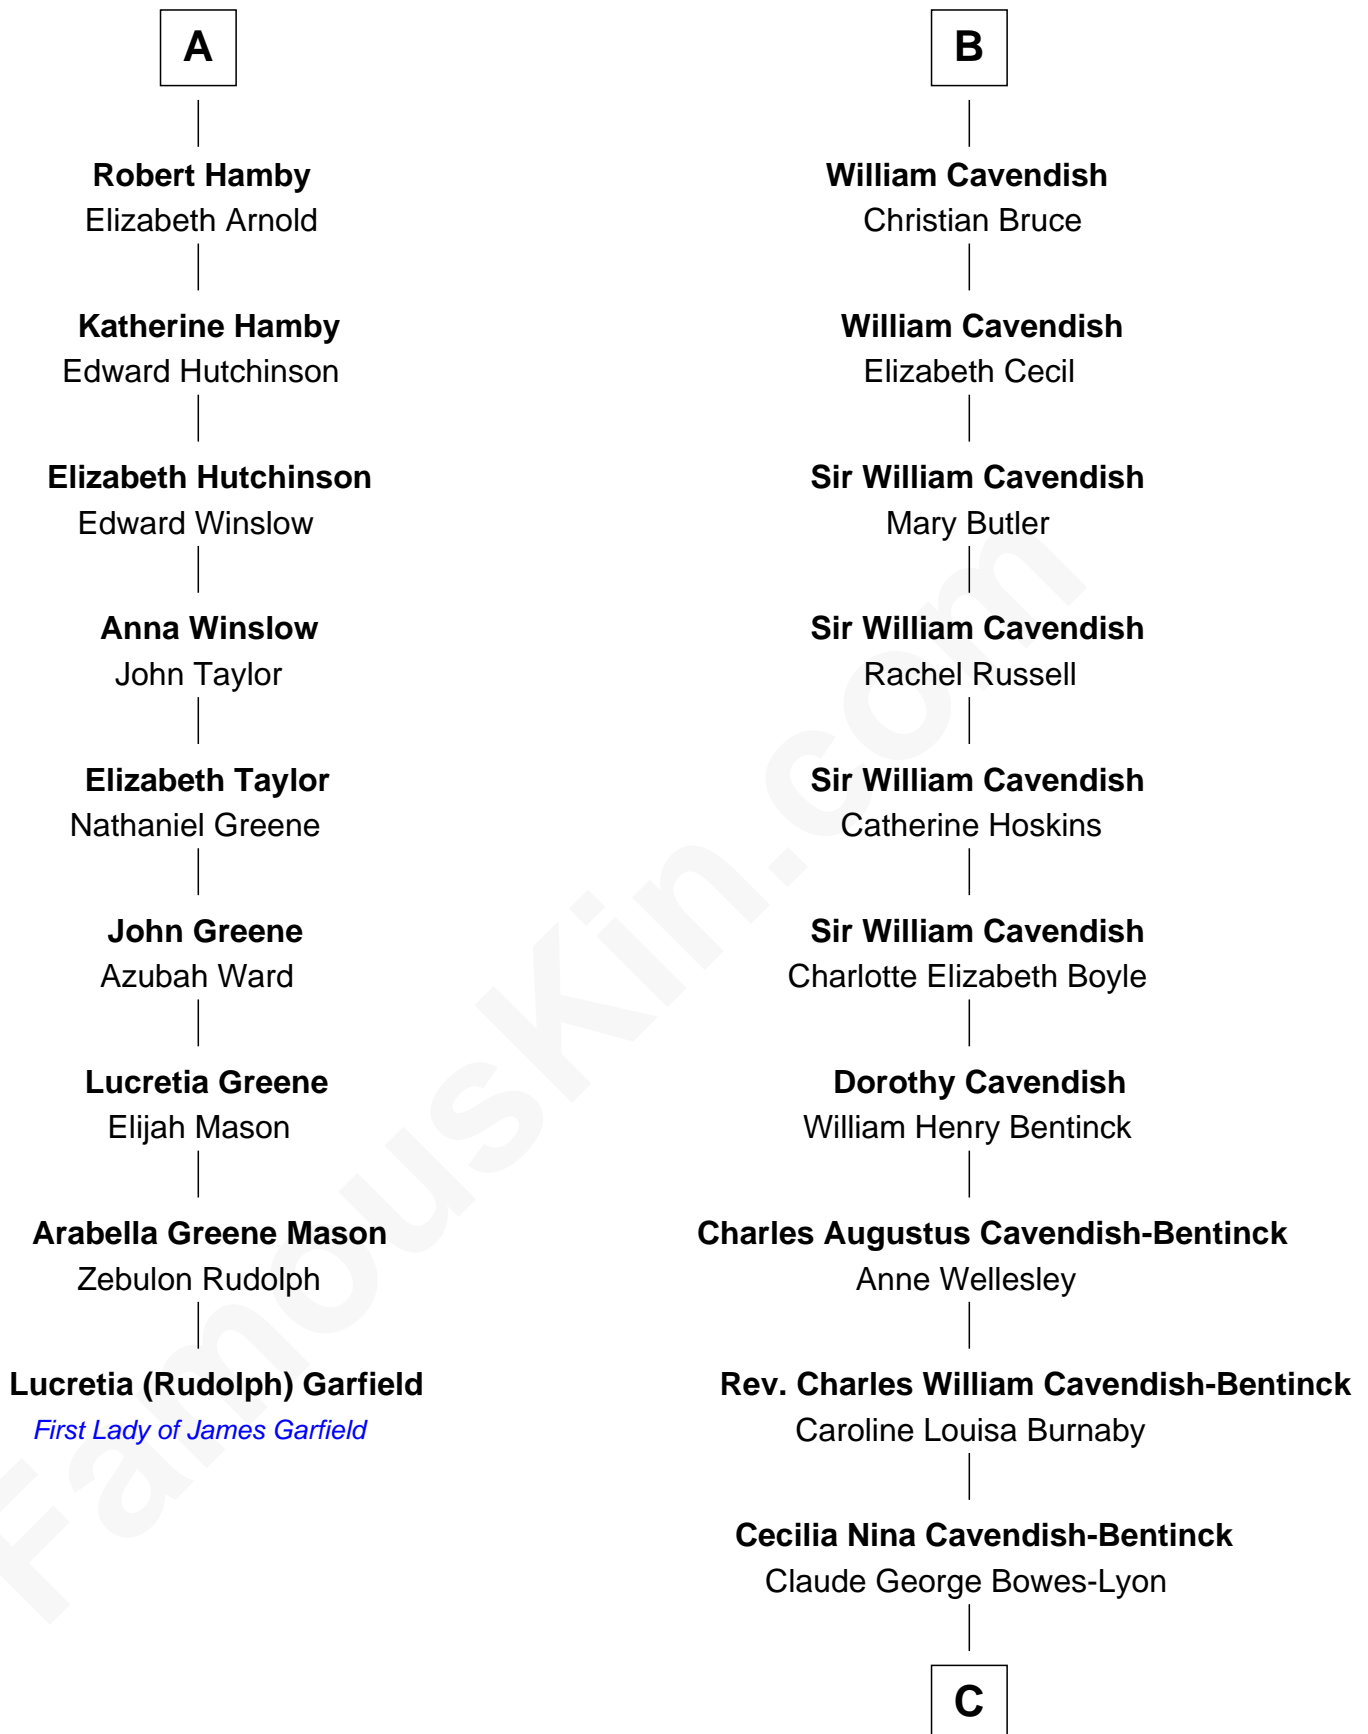 A
Robert Hamby
Elizabeth Arnold
Katherine Hamby
Edward Hutchinson
Elizabeth Hutchinson
Edward Winslow
Anna Winslow
John Taylor
Elizabeth Taylor
Nathaniel Greene
John Greene
Azubah Ward
Lucretia Greene
Elijah Mason
Arabella Greene Mason
Zebulon Rudolph
Lucretia (Rudolph) Garfield
First Lady of James Garfield
B
William Cavendish
Christian Bruce
William Cavendish
Elizabeth Cecil
Sir William Cavendish
Mary Butler
Sir William Cavendish
Rachel Russell
Sir William Cavendish
Catherine Hoskins
Sir William Cavendish
Charlotte Elizabeth Boyle
Dorothy Cavendish
William Henry Bentinck
Charles Augustus Cavendish-Bentinck
Anne Wellesley
Rev. Charles William Cavendish-Bentinck
Caroline Louisa Burnaby
Cecilia Nina Cavendish-Bentinck
Claude George Bowes-Lyon
C
FamousKin.com